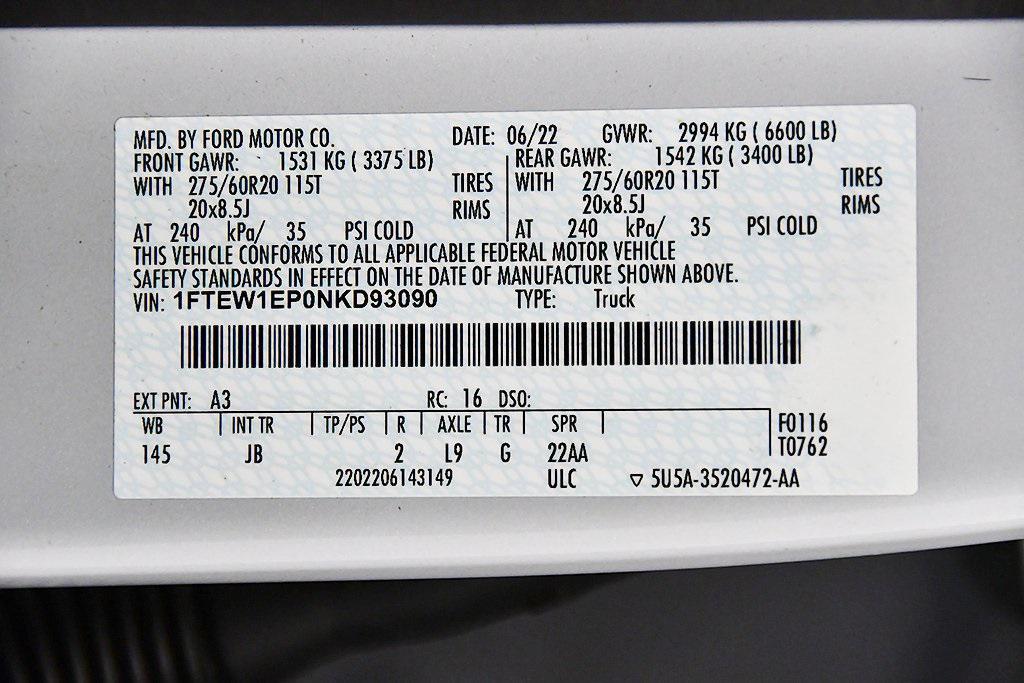 MFD. BY FORD MOTOR CO. DATE: 06/22 GVWR: 2994 KG ( 6600 LB)
FRONT GAWR: 1531 KG ( 3375 LB) REAR GAWR: 1542 KG ( 3400 LB)
WITH 275/60R20 115T TIRES WITH 275/60R20 115T TIRES
20x8.5J RIMS 20x8.5J RIMS
AT 240 kPa/ 35 PSI COLD AT 240 kPa/ 35 PSI COLD
THIS VEHICLE CONFORMS TO ALL APPLICABLE FEDERAL MOTOR VEHICLE
SAFETY STANDARDS IN EFFECT ON THE DATE OF MANUFACTURE SHOWN ABOVE.
VIN: 1FTEW1EP0NKD93090 TYPE: Truck
EXT PNT: A3 RC: 16 DSO:
WB INT TR TP/PS R AXLE TR SPR F0116
145 JB 2 L9 G 22AA T0762
2202206143149 ULC ▽ 5U5A-3520472-AA